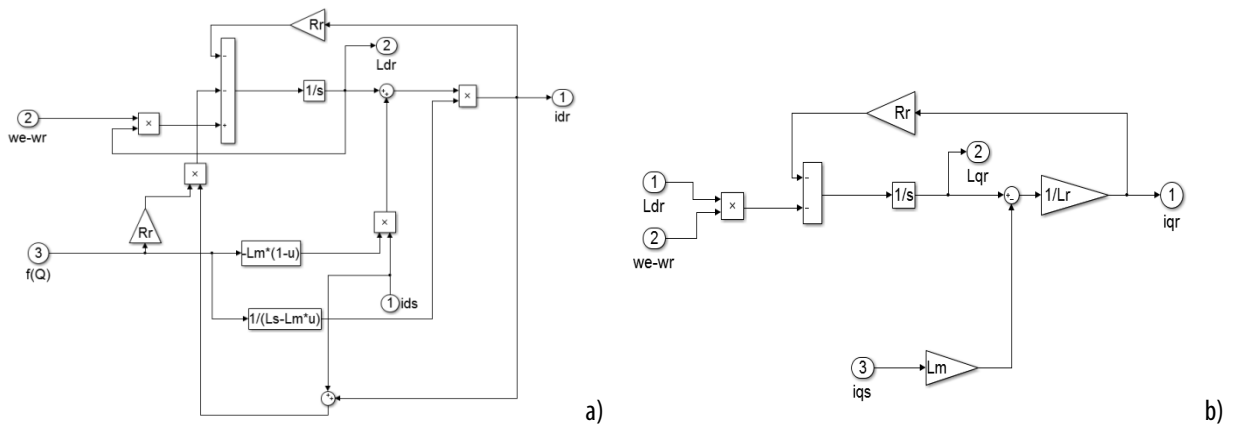 Rr
2
Ldr
1/s
×
1
idr
2
we-wr
×
×
Rr
×
3
f(Q)
-Lm*(1-u)
1 ids
1/(Ls-Lm*u)
a)
Rr
2
Lqr
1
Ldr
×
1/s
1/Lr
1
iqr
2
we-wr
3
iqs
Lm
b)